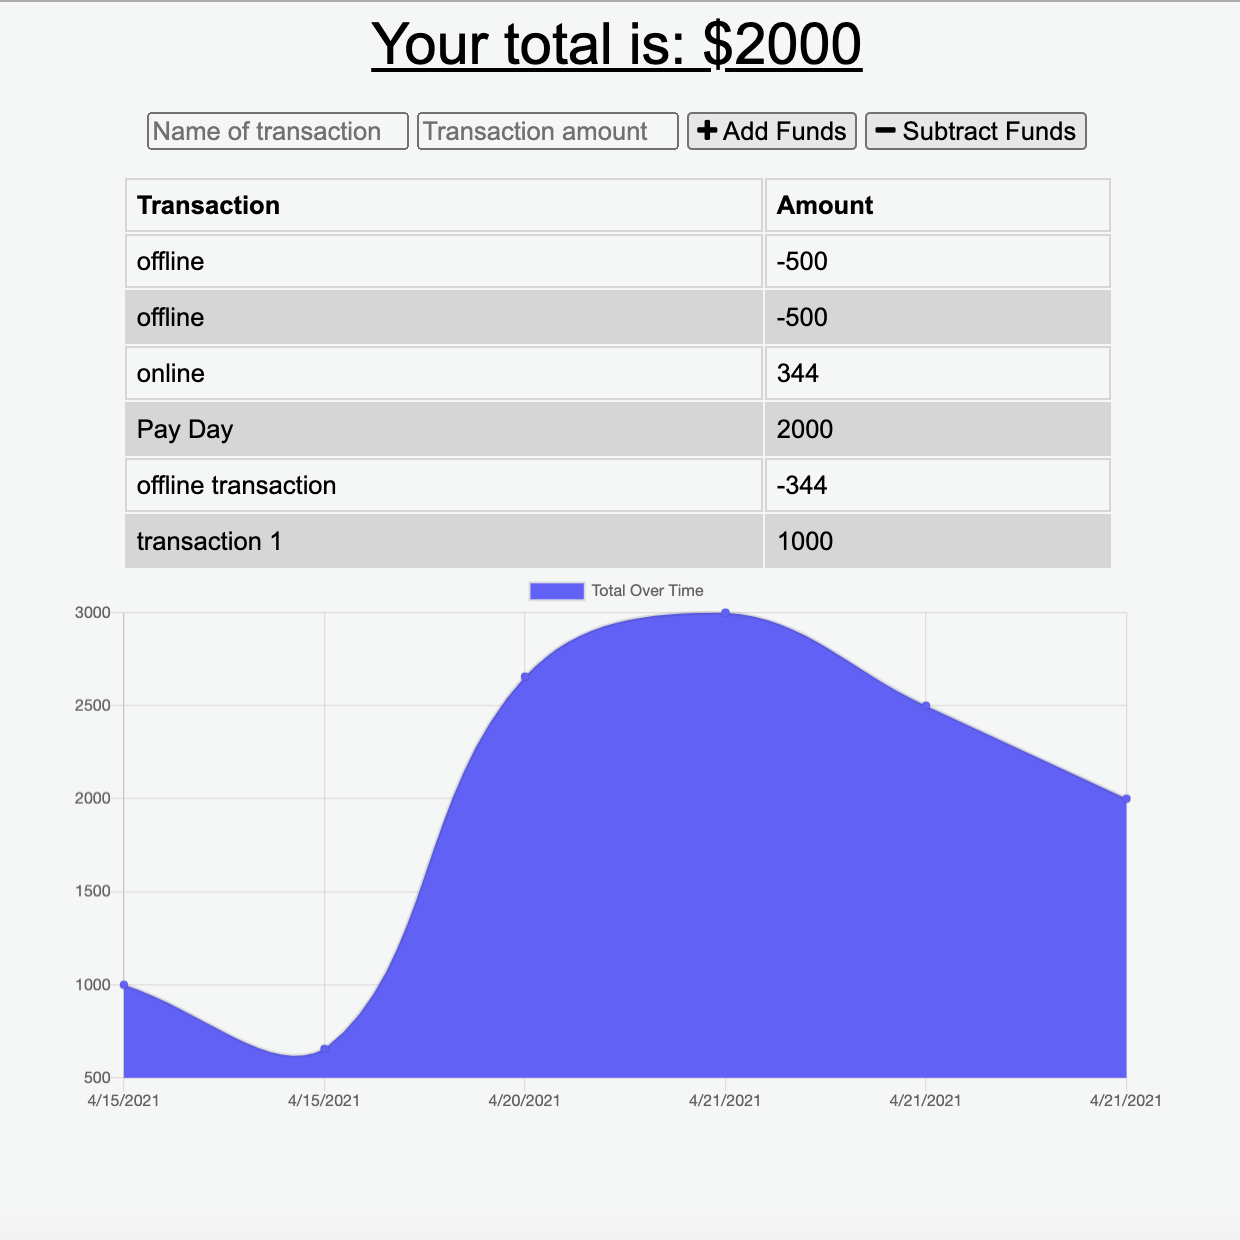 Your total is: $2000
Name of transaction Transaction amount + Add Funds − Subtract Funds
Transaction Amount
offline -500
offline -500
online 344
Pay Day 2000
offline transaction -344
transaction 1 1000
Total Over Time
3000
2500
2000
1500
1000
500
4/15/2021 4/15/2021 4/20/2021 4/21/2021 4/21/2021 4/21/2021